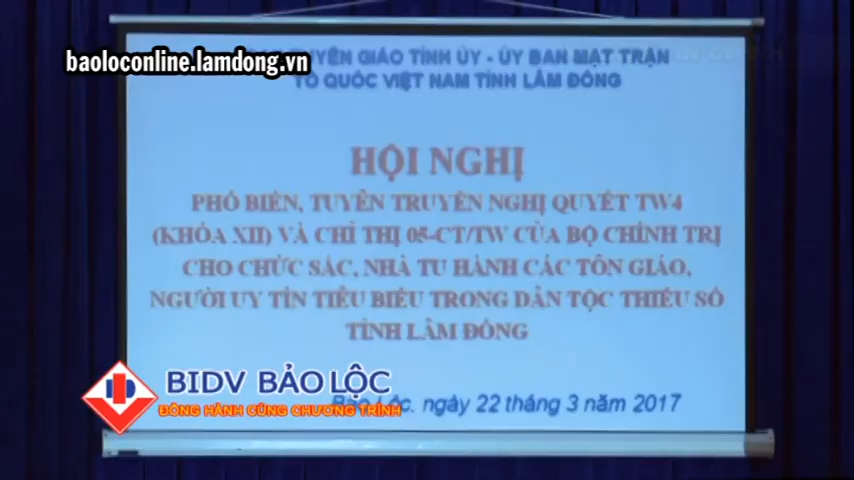 baoloconline.lamdong.vn
TUYÊN GIÁO TỈNH ỦY - ỦY BAN MẶT TRẬN
TỔ QUỐC VIỆT NAM TỈNH LÂM ĐỒNG
HỘI NGHỊ
PHỔ BIẾN, TUYÊN TRUYỀN NGHỊ QUYẾT TW4
(KHÓA XII) VÀ CHỈ THỊ 05-CT/TW CỦA BỘ CHÍNH TRỊ
CHO CHỨC SẮC, NHÀ TU HÀNH CÁC TÔN GIÁO,
NGƯỜI UY TÍN TIÊU BIỂU TRONG DÂN TỘC THIỂU SỐ
TỈNH LÂM ĐỒNG
BIDV BẢO LỘC
ĐỒNG HÀNH CÙNG CHƯƠNG TRÌNH
Bảo Lộc. ngày 22 tháng 3 năm 2017